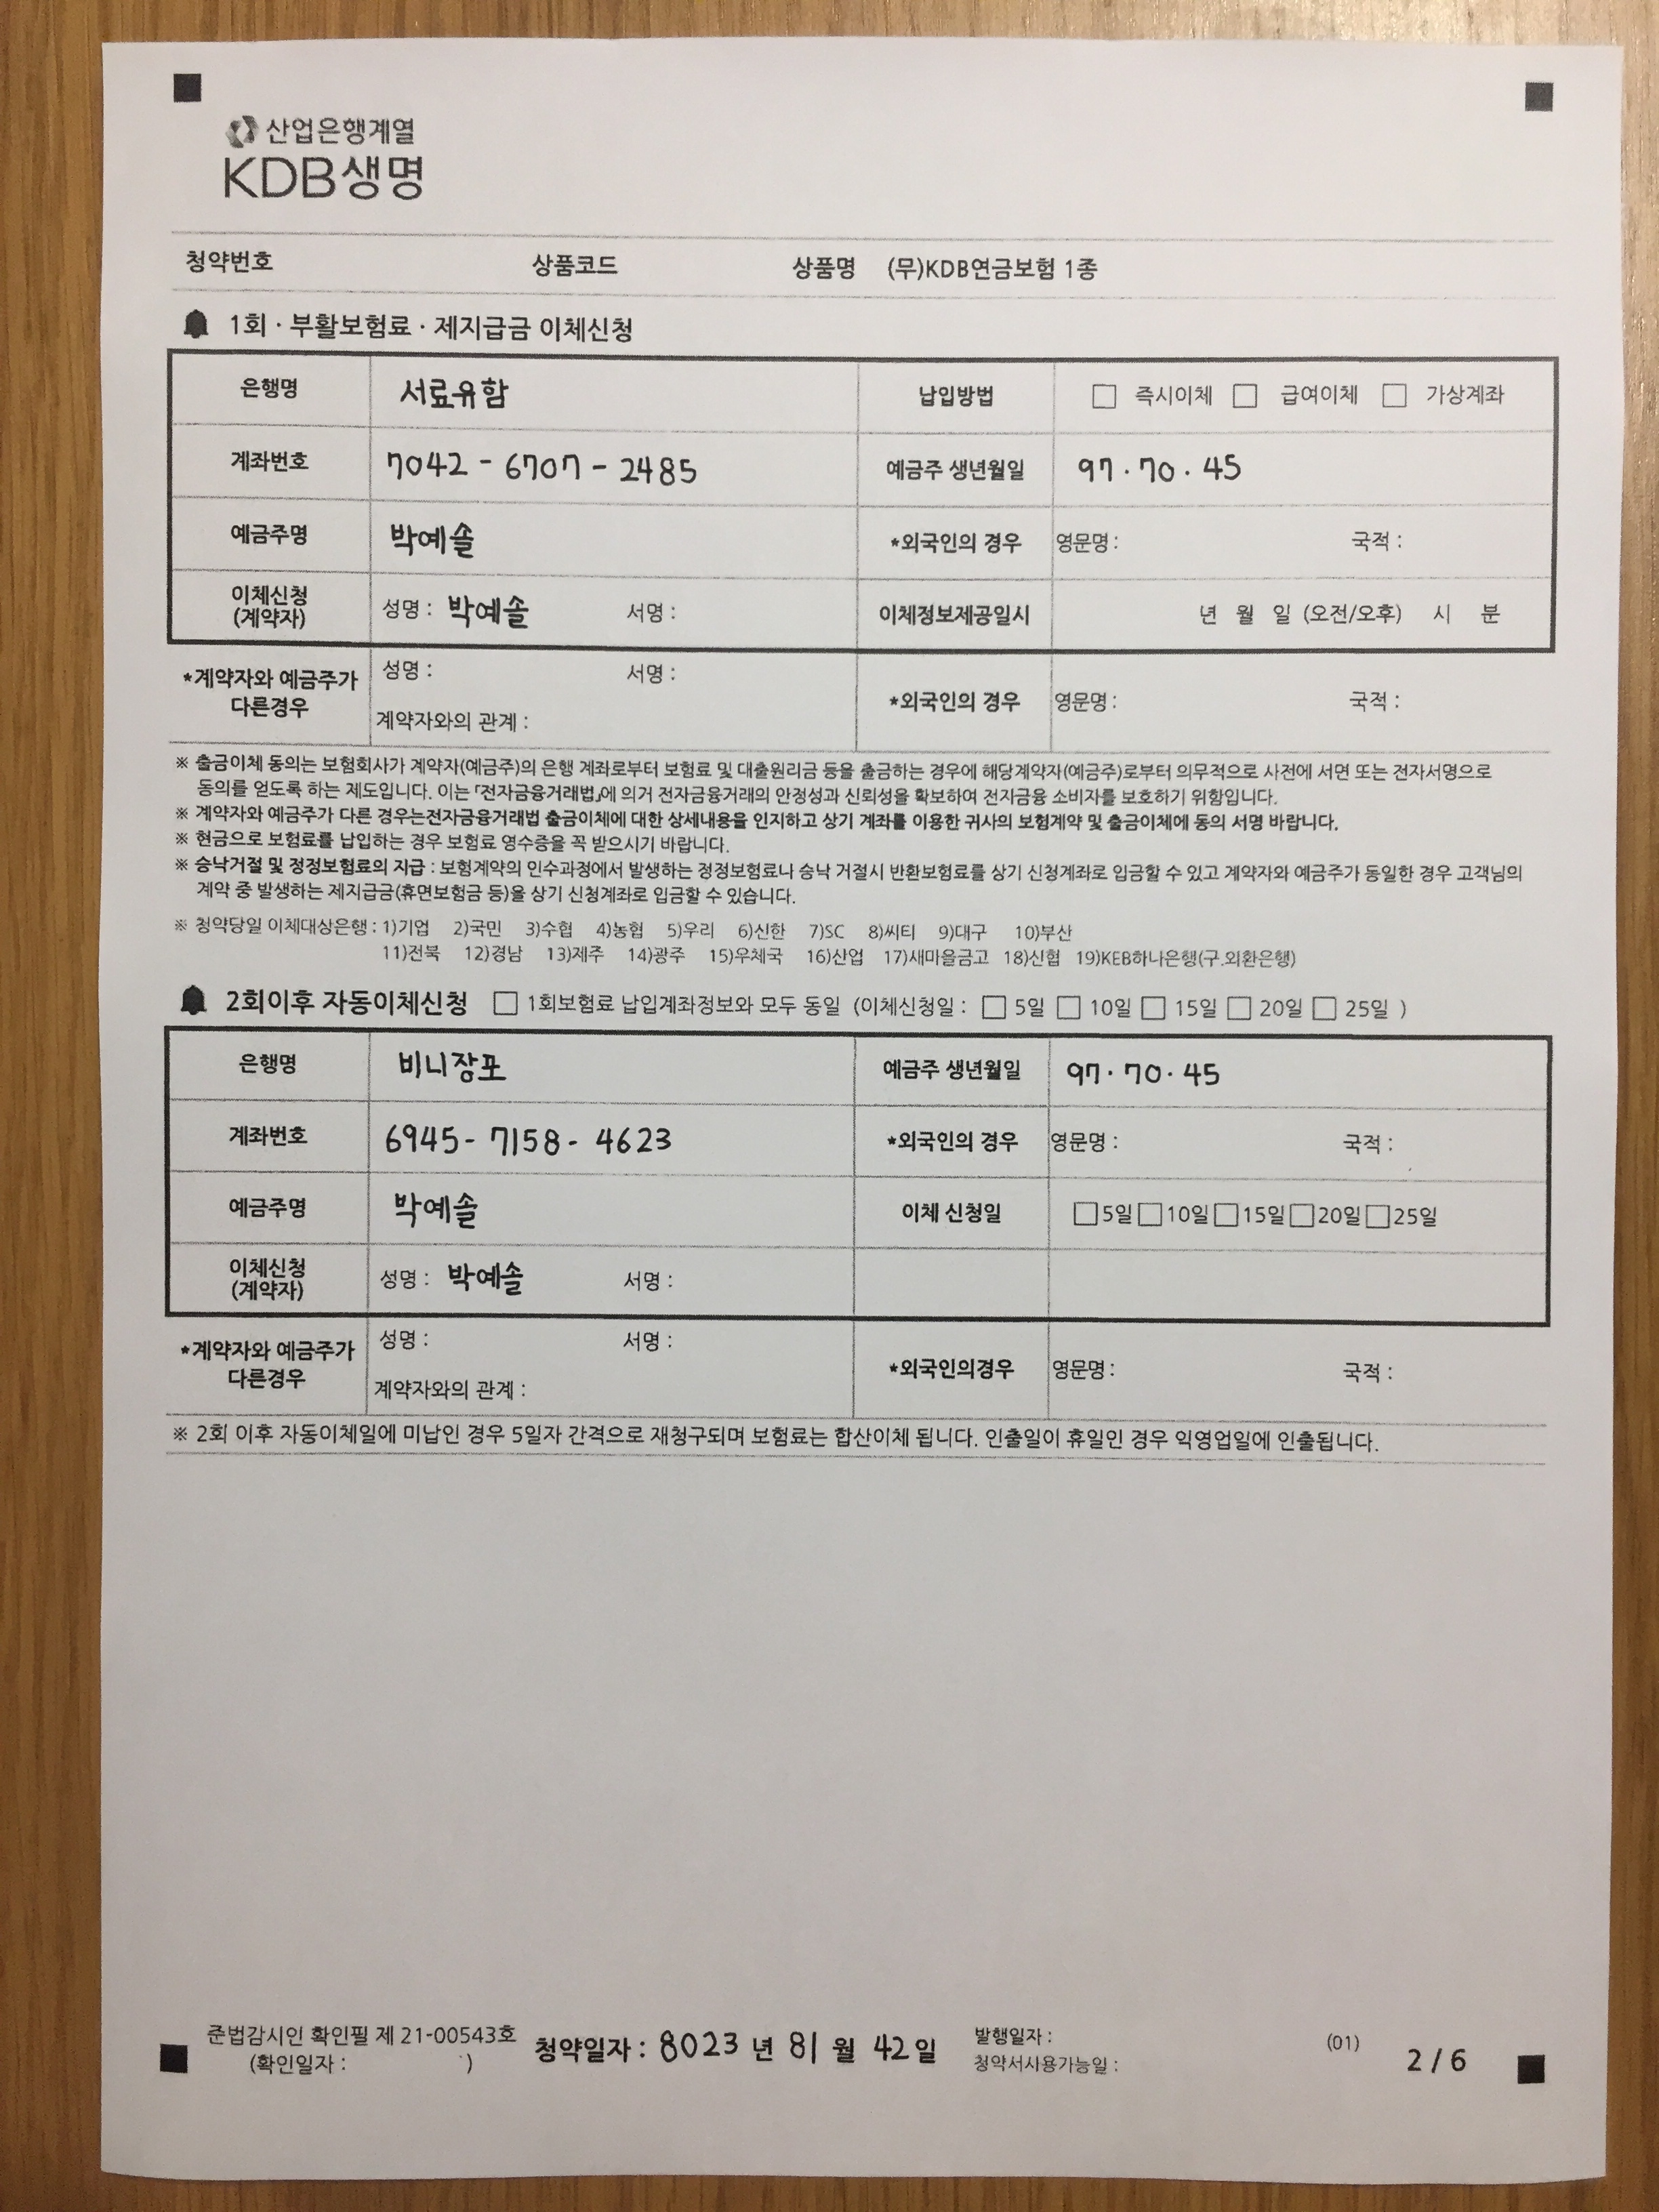 산업은행계열
KDB생명
청약번호 상품코드 상품명 (무)KDB연금보험 1종
1회 · 부활보험료 · 제지급금 이체신청
은행명 서료유함 납입방법 □ 즉시이체 □ 급여이체 □ 가상계좌
계좌번호 7042 - 6707 - 2485 예금주 생년월일 97 · 70 · 45
예금주명 박예솔 *외국인의 경우 영문명 : 국적 :
이체신청 (계약자) 성명 : 박예솔 서명 : 이체정보제공일시 년 월 일 (오전/오후) 시 분
*계약자와 예금주가 다른경우 성명 : 서명 : *외국인의 경우 영문명 : 국적 :
계약자와의 관계 :
※ 출금이체 동의는 보험회사가 계약자(예금주)의 은행 계좌로부터 보험료 및 대출원리금 등을 출금하는 경우에 해당계약자(예금주)로부터 의무적으로 사전에 서면 또는 전자서명으로
동의를 얻도록 하는 제도입니다. 이는 「전자금융거래법」에 의거 전자금융거래의 안정성과 신뢰성을 확보하여 전지금융 소비자를 보호하기 위함입니다.
※ 계약자와 예금주가 다른 경우는전자금융거래법 출금이체에 대한 상세내용을 인지하고 상기 계좌를 이용한 귀사의 보험계약 및 출금이체에 동의 서명 바랍니다.
※ 현금으로 보험료를 납입하는 경우 보험료 영수증을 꼭 받으시기 바랍니다.
※ 승낙거절 및 정정보험료의 지급 : 보험계약의 인수과정에서 발생하는 정정보험료나 승낙 거절시 반환보험료를 상기 신청계좌로 입금할 수 있고 계약자와 예금주가 동일한 경우 고객님의
계약 중 발생하는 제지급금(휴면보험금 등)을 상기 신청계좌로 입금할 수 있습니다.
※ 청약당일 이체대상은행 : 1)기업 2)국민 3)수협 4)농협 5)우리 6)신한 7)SC 8)씨티 9)대구 10)부산
11)전북 12)경남 13)제주 14)광주 15)우체국 16)산업 17)새마을금고 18)신협 19)KEB하나은행(구.외환은행)
2회이후 자동이체신청 □ 1회보험료 납입계좌정보와 모두 동일 (이체신청일 : □ 5일 □ 10일 □ 15일 □ 20일 □ 25일 )
은행명 비니장포 예금주 생년월일 97 · 70 · 45
계좌번호 6945 - 7158 - 4623 *외국인의 경우 영문명 : 국적 :
예금주명 박예솔 이체 신청일 □5일 □10일 □15일 □20일 □25일
이체신청 (계약자) 성명 : 박예솔 서명 :
*계약자와 예금주가 다른경우 성명 : 서명 : *외국인의경우 영문명 : 국적 :
계약자와의 관계 :
※ 2회 이후 자동이체일에 미납인 경우 5일자 간격으로 재청구되며 보험료는 합산이체 됩니다. 인출일이 휴일인 경우 익영업일에 인출됩니다.
준법감시인 확인필 제 21-00543호 청약일자 : 8023 년 81 월 42 일 발행일자 : (01) 2 / 6
(확인일자 : ) 청약서사용가능일 :